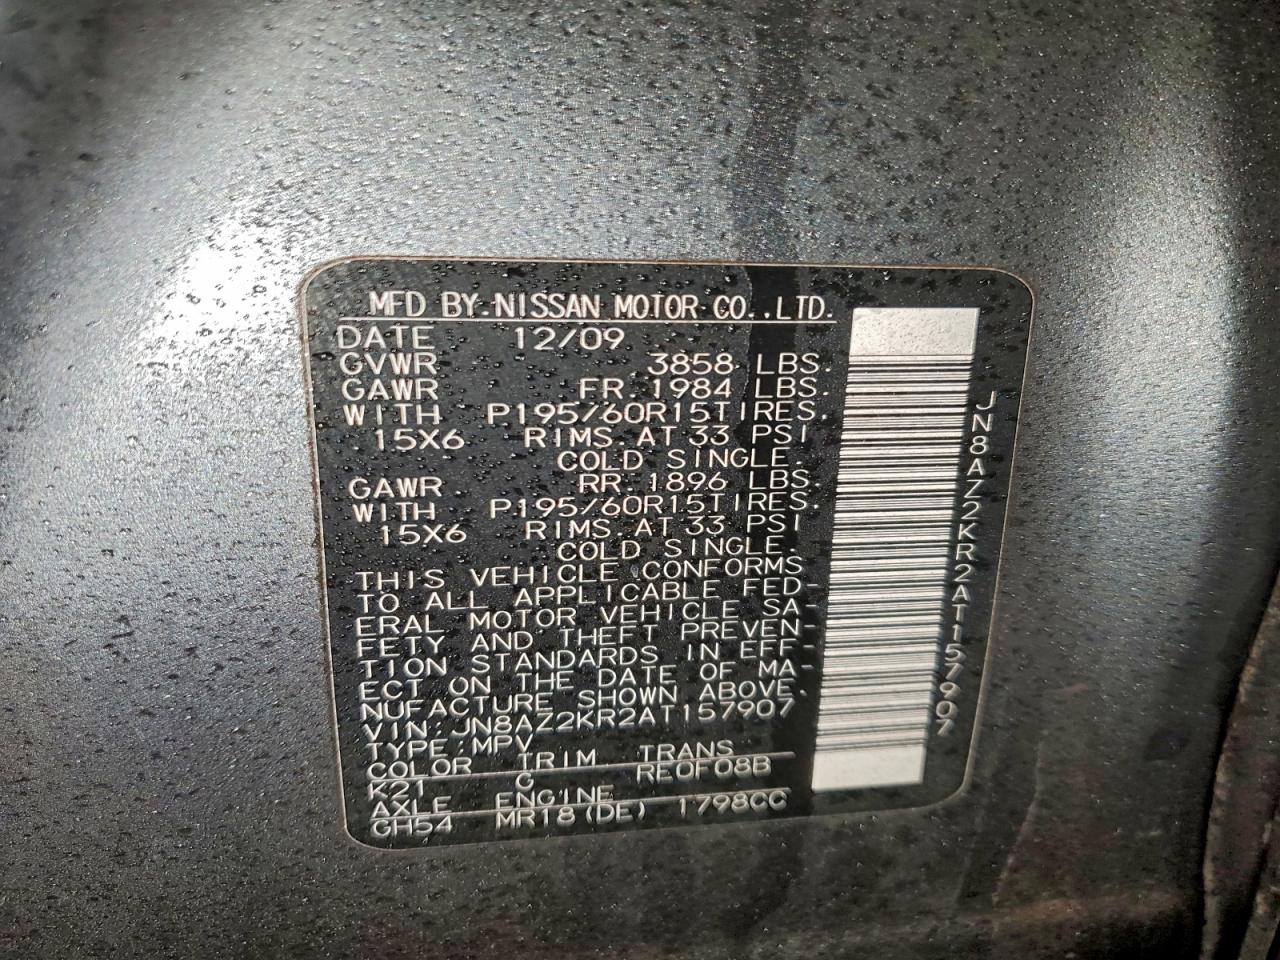 MFD BY NISSAN MOTOR CO.,LTD.
DATE 12/09
GVWR 3858 LBS.
GAWR FR 1984 LBS.
WITH P195/60R15TIRES.
15X6 RIMS AT 33 PSI
COLD SINGLE.
GAWR RR 1896 LBS.
WITH P195/60R15TIRES.
15X6 RIMS AT 33 PSI
COLD SINGLE.
THIS VEHICLE CONFORMS
TO ALL APPLICABLE FED-
ERAL MOTOR VEHICLE SA-
FETY AND THEFT PREVEN-
TION STANDARDS IN EFF-
ECT ON THE DATE OF MA-
NUFACTURE SHOWN ABOVE.
VIN:JN8AZ2KR2AT157907
TYPE:MPV
COLOR TRIM TRANS
K21 G RE0F08B
AXLE ENGINE
GH54 MR18(DE) 1798CC
JN8AZ2KR2AT157907